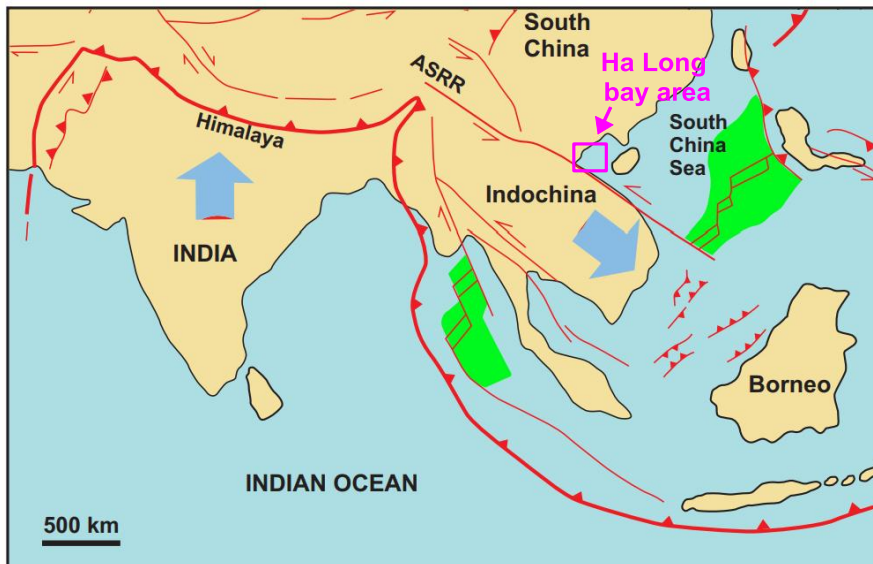 South
China
Ha Long
bay area
ASRR
South
China
Sea
Himalaya
Indochina
INDIA
Borneo
INDIAN OCEAN
500 km